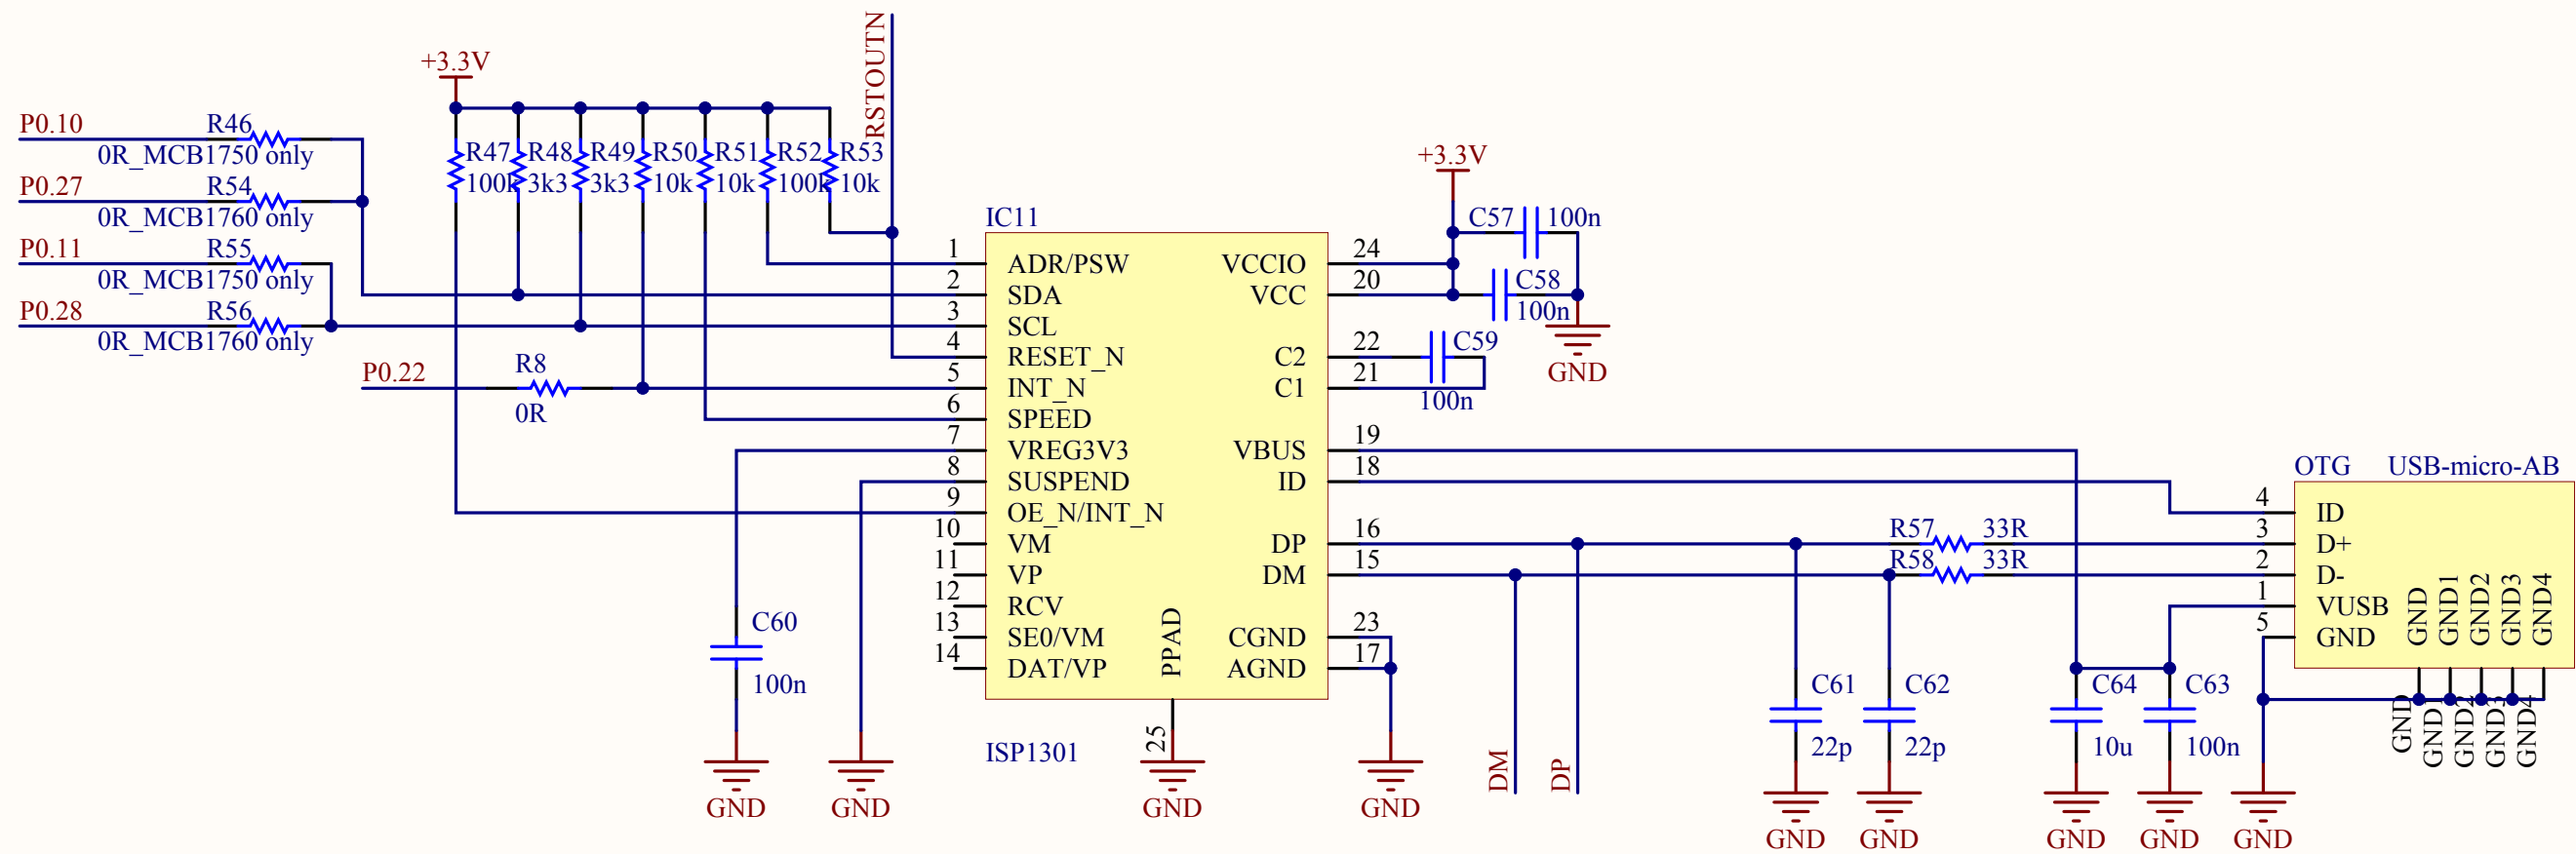 RSTOUTN
+3.3V
P0.10 R46
0R_MCB1750 only
P0.27 R54
0R_MCB1760 only
P0.11 R55
0R_MCB1750 only
P0.28 R56
0R_MCB1760 only
R47 R48 R49 R50 R51 R52 R53
100k 3k3 3k3 10k 10k 100k 10k
P0.22 R8
0R
IC11
1 ADR/PSW
2 SDA
3 SCL
4 RESET_N
5 INT_N
6 SPEED
7 VREG3V3
8 SUSPEND
9 OE_N/INT_N
10 VM
11 VP
12 RCV
13 SE0/VM
14 DAT/VP
VCCIO 24
VCC 20
C2 22
C1 21
VBUS 19
ID 18
DP 16
DM 15
CGND 23
AGND 17
PPAD
25
ISP1301
+3.3V
C57 100n
C58
100n
GND
C59
100n
C60
100n
GND
GND
GND
GND
DM
DP
R57 33R
R58 33R
C61
22p
GND
C62
22p
GND
C64
10u
GND
C63
100n
GND
GND
OTG USB-micro-AB
4 ID
3 D+
2 D-
1 VUSB
5 GND
GND
GND1
GND2
GND3
GND4
GND
GND1
GND2
GND3
GND4